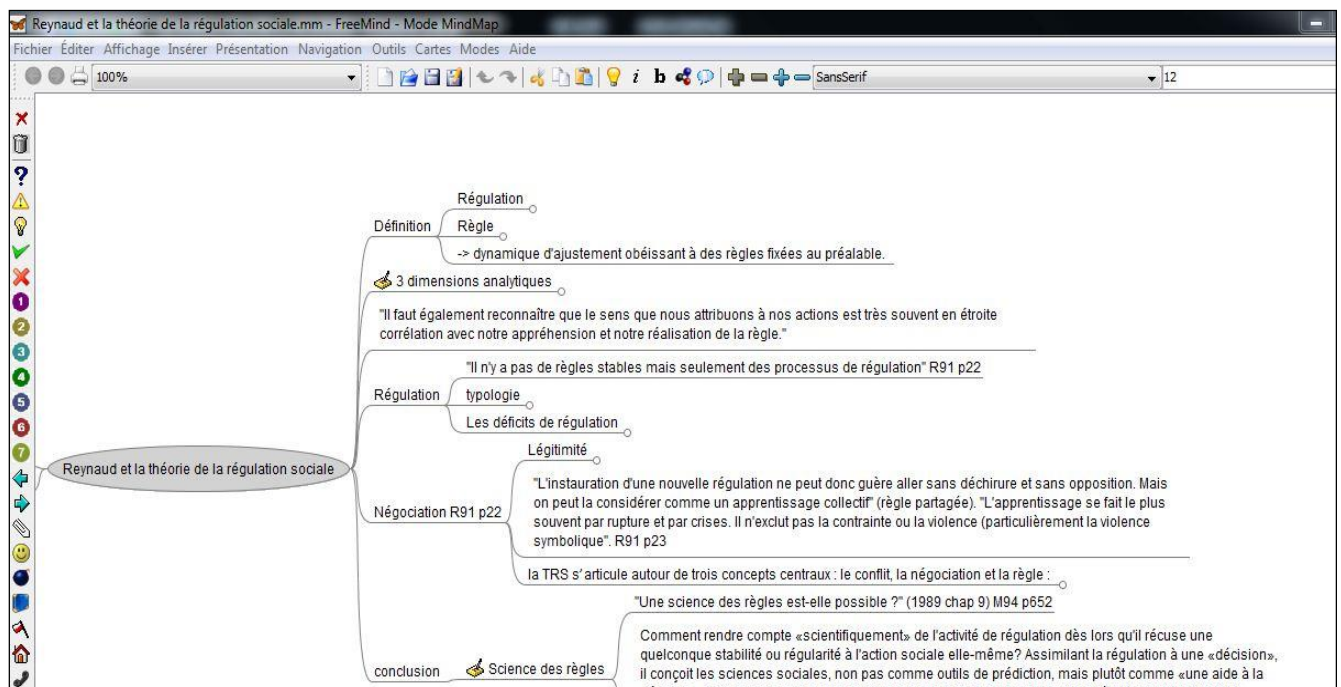 Reynaud et la théorie de la régulation sociale.mm - FreeMind - Mode MindMap
Fichier Éditer Affichage Insérer Présentation Navigation Outils Cartes Modes Aide
100%
i b
SansSerif
12
?
1
2
3
4
5
6
7
Reynaud et la théorie de la régulation sociale
Définition
Régulation
Règle
-> dynamique d'ajustement obéissant à des règles fixées au préalable.
3 dimensions analytiques
"Il faut également reconnaître que le sens que nous attribuons à nos actions est très souvent en étroite
corrélation avec notre appréhension et notre réalisation de la règle."
Régulation
"Il n'y a pas de règles stables mais seulement des processus de régulation" R91 p22
typologie
Les déficits de régulation
Négociation R91 p22
Légitimité
"L'instauration d'une nouvelle régulation ne peut donc guère aller sans déchirure et sans opposition. Mais
on peut la considérer comme un apprentissage collectif" (règle partagée). "L'apprentissage se fait le plus
souvent par rupture et par crises. Il n'exclut pas la contrainte ou la violence (particulièrement la violence
symbolique". R91 p23
la TRS s'articule autour de trois concepts centraux : le conflit, la négociation et la règle :
conclusion
Science des règles
"Une science des règles est-elle possible ?" (1989 chap 9) M94 p652
Comment rendre compte «scientifiquement» de l'activité de régulation dès lors qu'il récuse une
quelconque stabilité ou régularité à l'action sociale elle-même? Assimilant la régulation à une «décision»,
il conçoit les sciences sociales, non pas comme outils de prédiction, mais plutôt comme «une aide à la